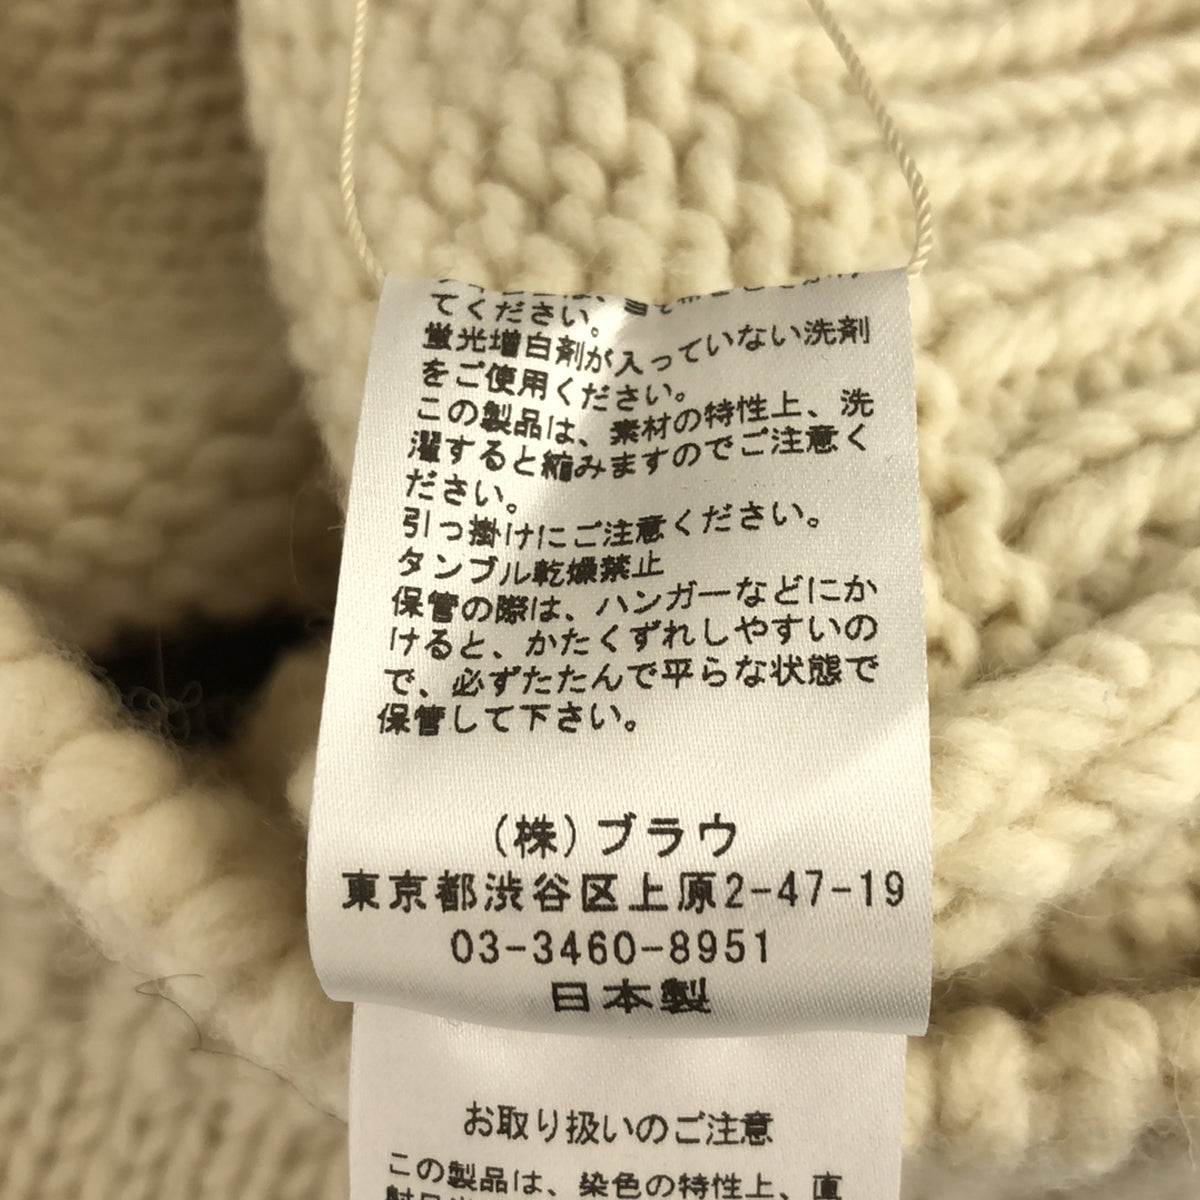 てください。
蛍光増白剤が入っていない洗剤
をご使用ください。
この製品は、素材の特性上、洗
濯すると縮みますのでご注意く
ださい。
引っ掛けにご注意ください。
タンブル乾燥禁止
保管の際は、ハンガーなどにか
けると、かたくずれしやすいの
で、必ずたたんで平らな状態で
保管して下さい。
(株)ブラウ
東京都渋谷区上原2-47-19
03-3460-8951
日本製
お取り扱いのご注意
この製品は、染色の特性上、直